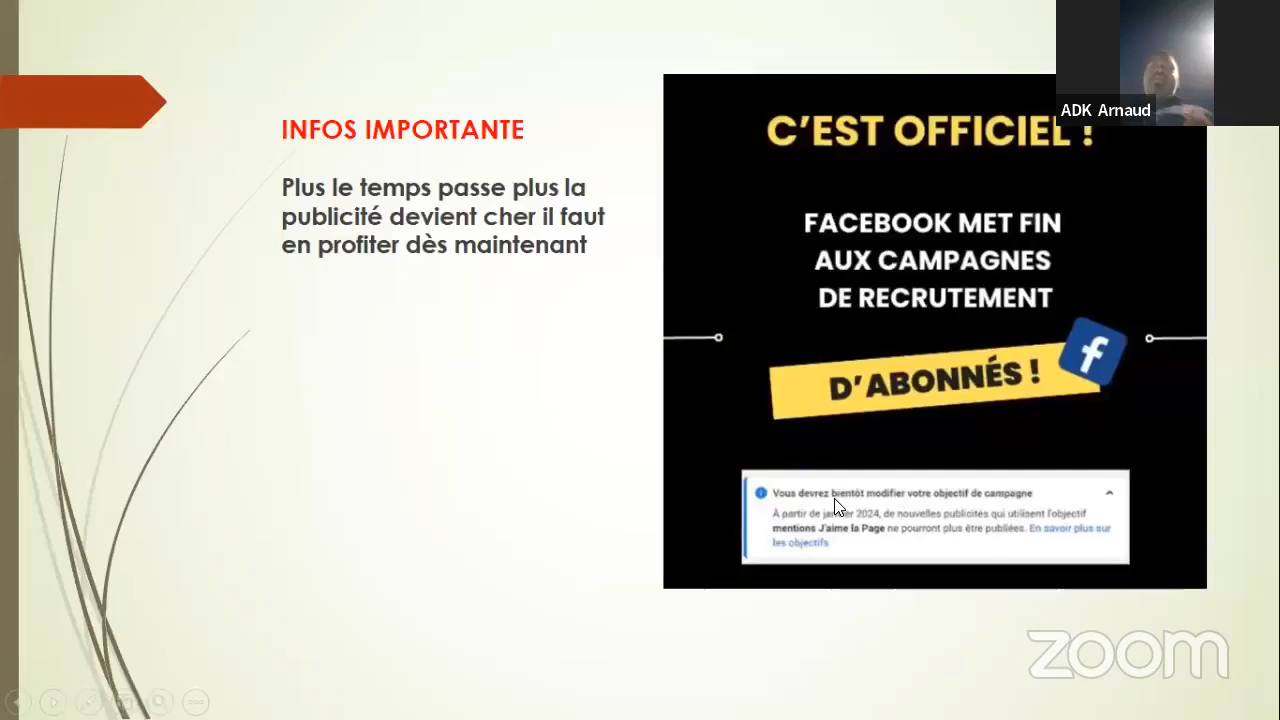 INFOS IMPORTANTE
Plus le temps passe plus la
publicité devient cher il faut
en profiter dès maintenant
C'EST OFFICIEL !
FACEBOOK MET FIN
AUX CAMPAGNES
DE RECRUTEMENT
D'ABONNÉS !
f
Vous devrez bientôt modifier votre objectif de campagne
À partir de janvier 2024, de nouvelles publicités qui utilisent l'objectif
mentions J'aime la Page ne pourront plus être publiées. En savoir plus sur
les objectifs
ADK Arnaud
zoom